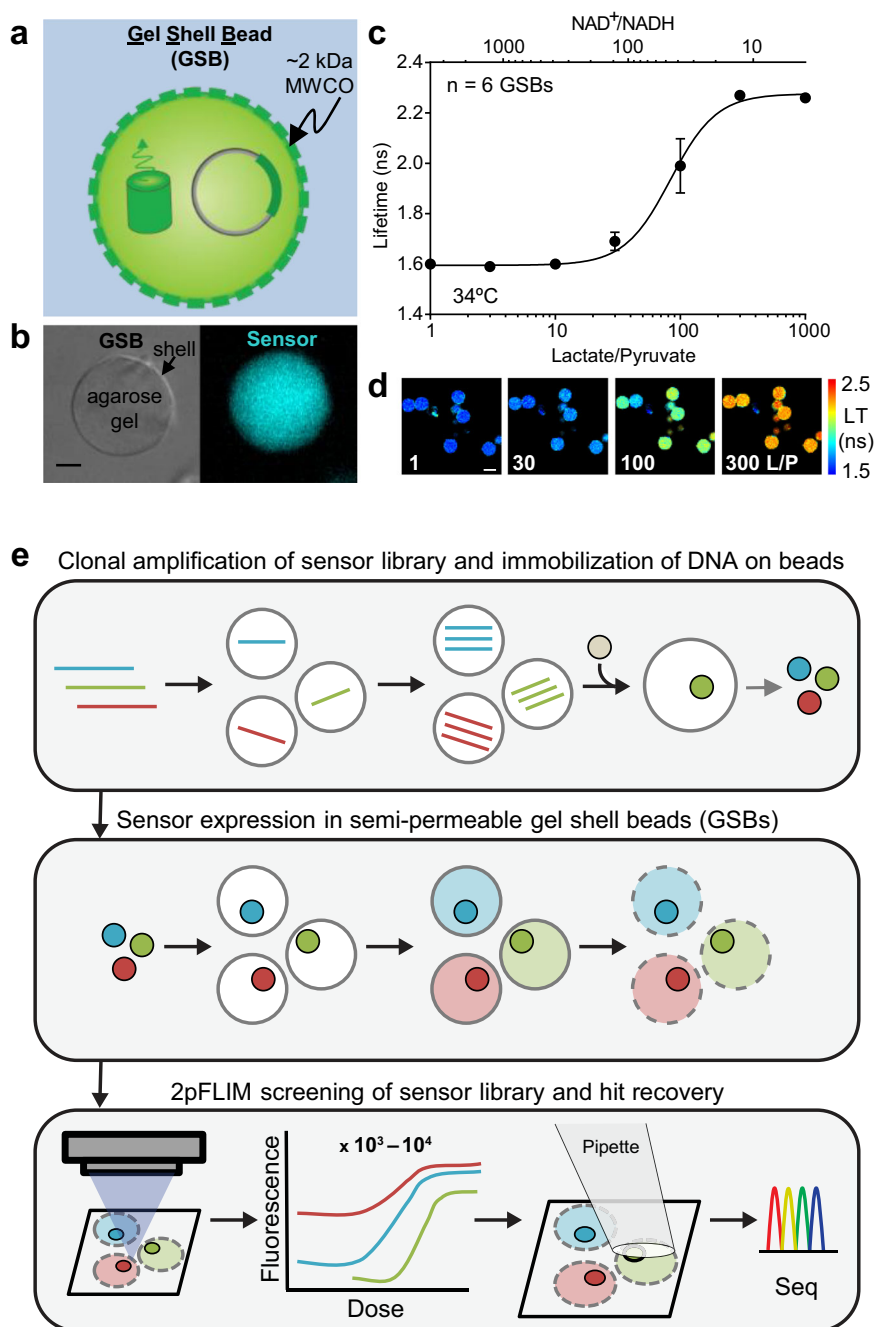 a
Gel Shell Bead
(GSB)
~2 kDa
MWCO
b
GSB
shell
agarose
gel
Sensor
c
NAD+/NADH
1000 100 10
2.4
2.2
2.0
1.8
1.6
1.4
Lifetime (ns)
n = 6 GSBs
34ºC
1 10 100 1000
Lactate/Pyruvate
d
1
30
100
300 L/P
2.5
LT
(ns)
1.5
e
Clonal amplification of sensor library and immobilization of DNA on beads
Sensor expression in semi-permeable gel shell beads (GSBs)
2pFLIM screening of sensor library and hit recovery
Fluorescence
x 10³ – 10⁴
Dose
Pipette
Seq